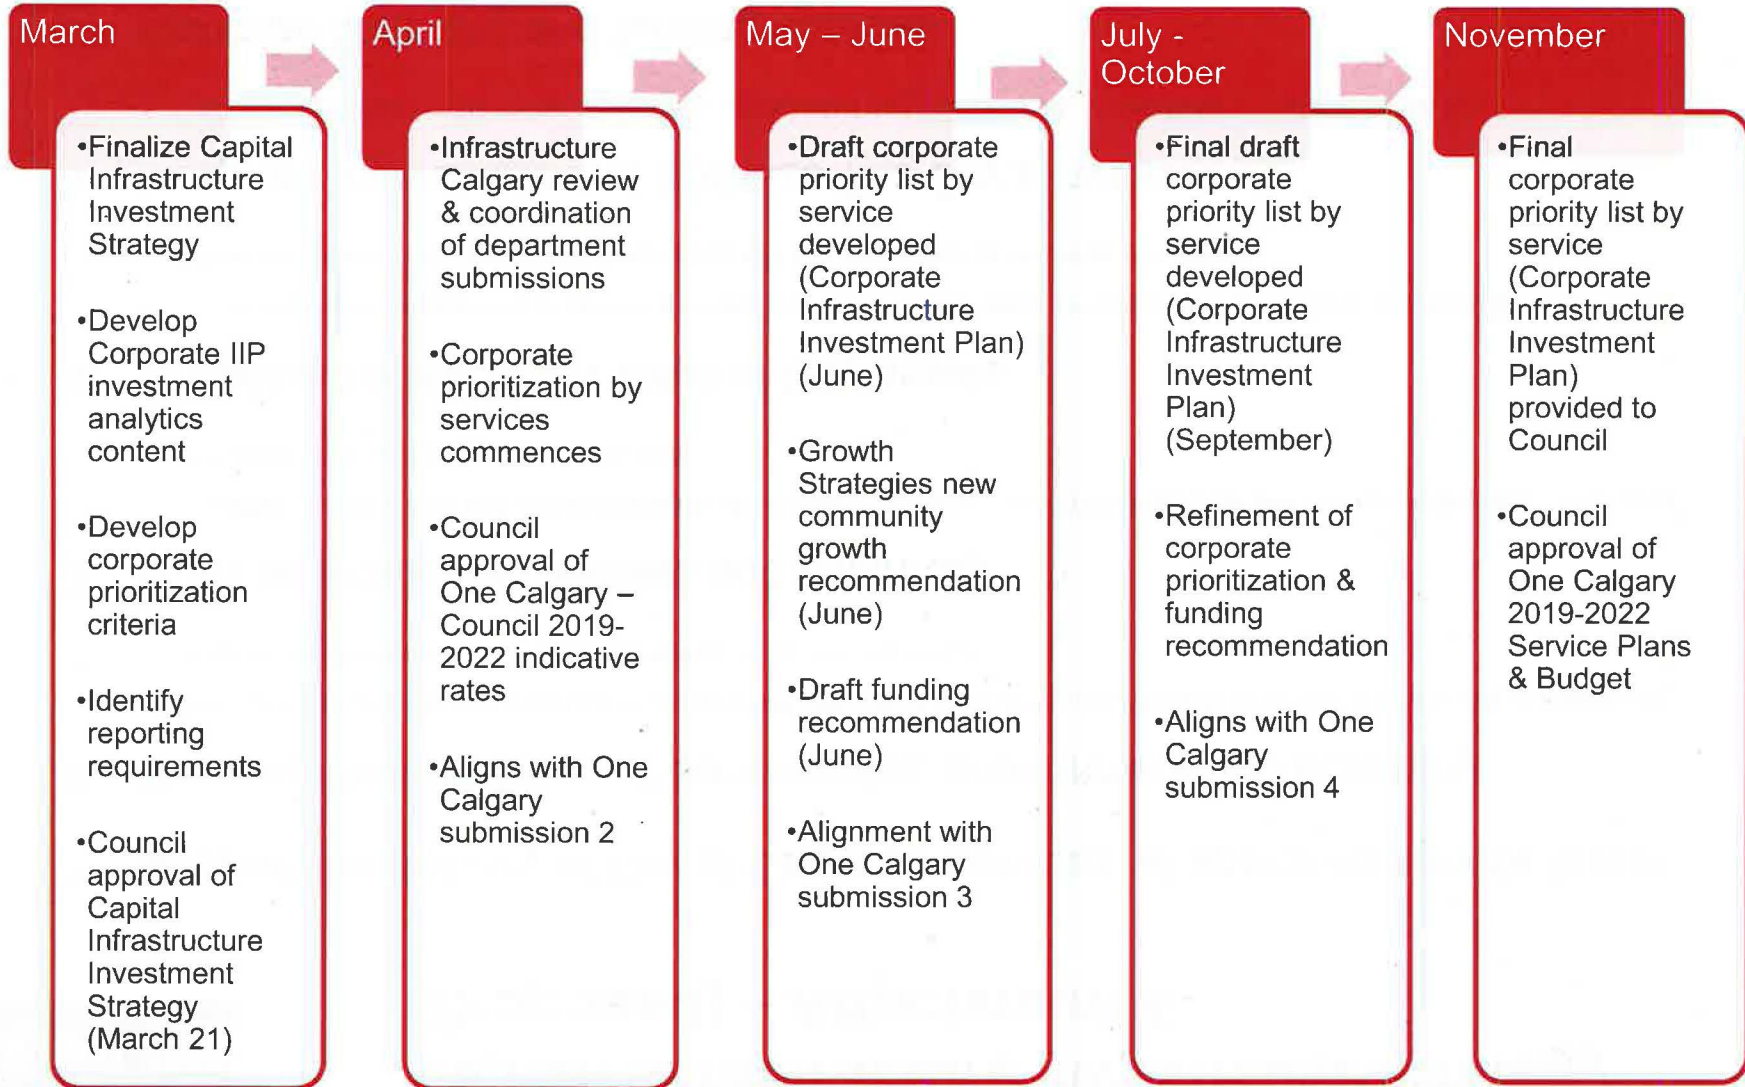 March
•Finalize Capital
Infrastructure
Investment
Strategy
•Develop
Corporate IIP
investment
analytics
content
•Develop
corporate
prioritization
criteria
•Identify
reporting
requirements
•Council
approval of
Capital
Infrastructure
Investment
Strategy
(March 21)
April
•Infrastructure
Calgary review
& coordination
of department
submissions
•Corporate
prioritization by
services
commences
•Council
approval of
One Calgary –
Council 2019-
2022 indicative
rates
•Aligns with One
Calgary
submission 2
May – June
•Draft corporate
priority list by
service
developed
(Corporate
Infrastructure
Investment Plan)
(June)
•Growth
Strategies new
community
growth
recommendation
(June)
•Draft funding
recommendation
(June)
•Alignment with
One Calgary
submission 3
July -
October
•Final draft
corporate
priority list by
service
developed
(Corporate
Infrastructure
Investment
Plan)
(September)
•Refinement of
corporate
prioritization &
funding
recommendation
•Aligns with One
Calgary
submission 4
November
•Final
corporate
priority list by
service
(Corporate
Infrastructure
Investment
Plan)
provided to
Council
•Council
approval of
One Calgary
2019-2022
Service Plans
& Budget